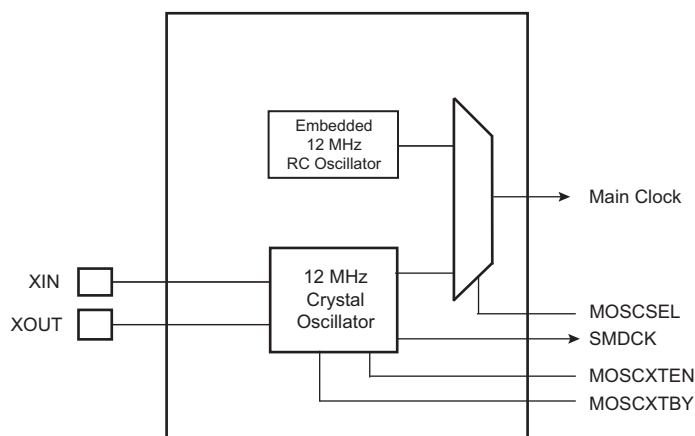 Embedded
12 MHz
RC Oscillator
Main Clock
XIN
12 MHz
Crystal
Oscillator
XOUT
MOSCSEL
SMDCK
MOSCXTEN
MOSCXTBY